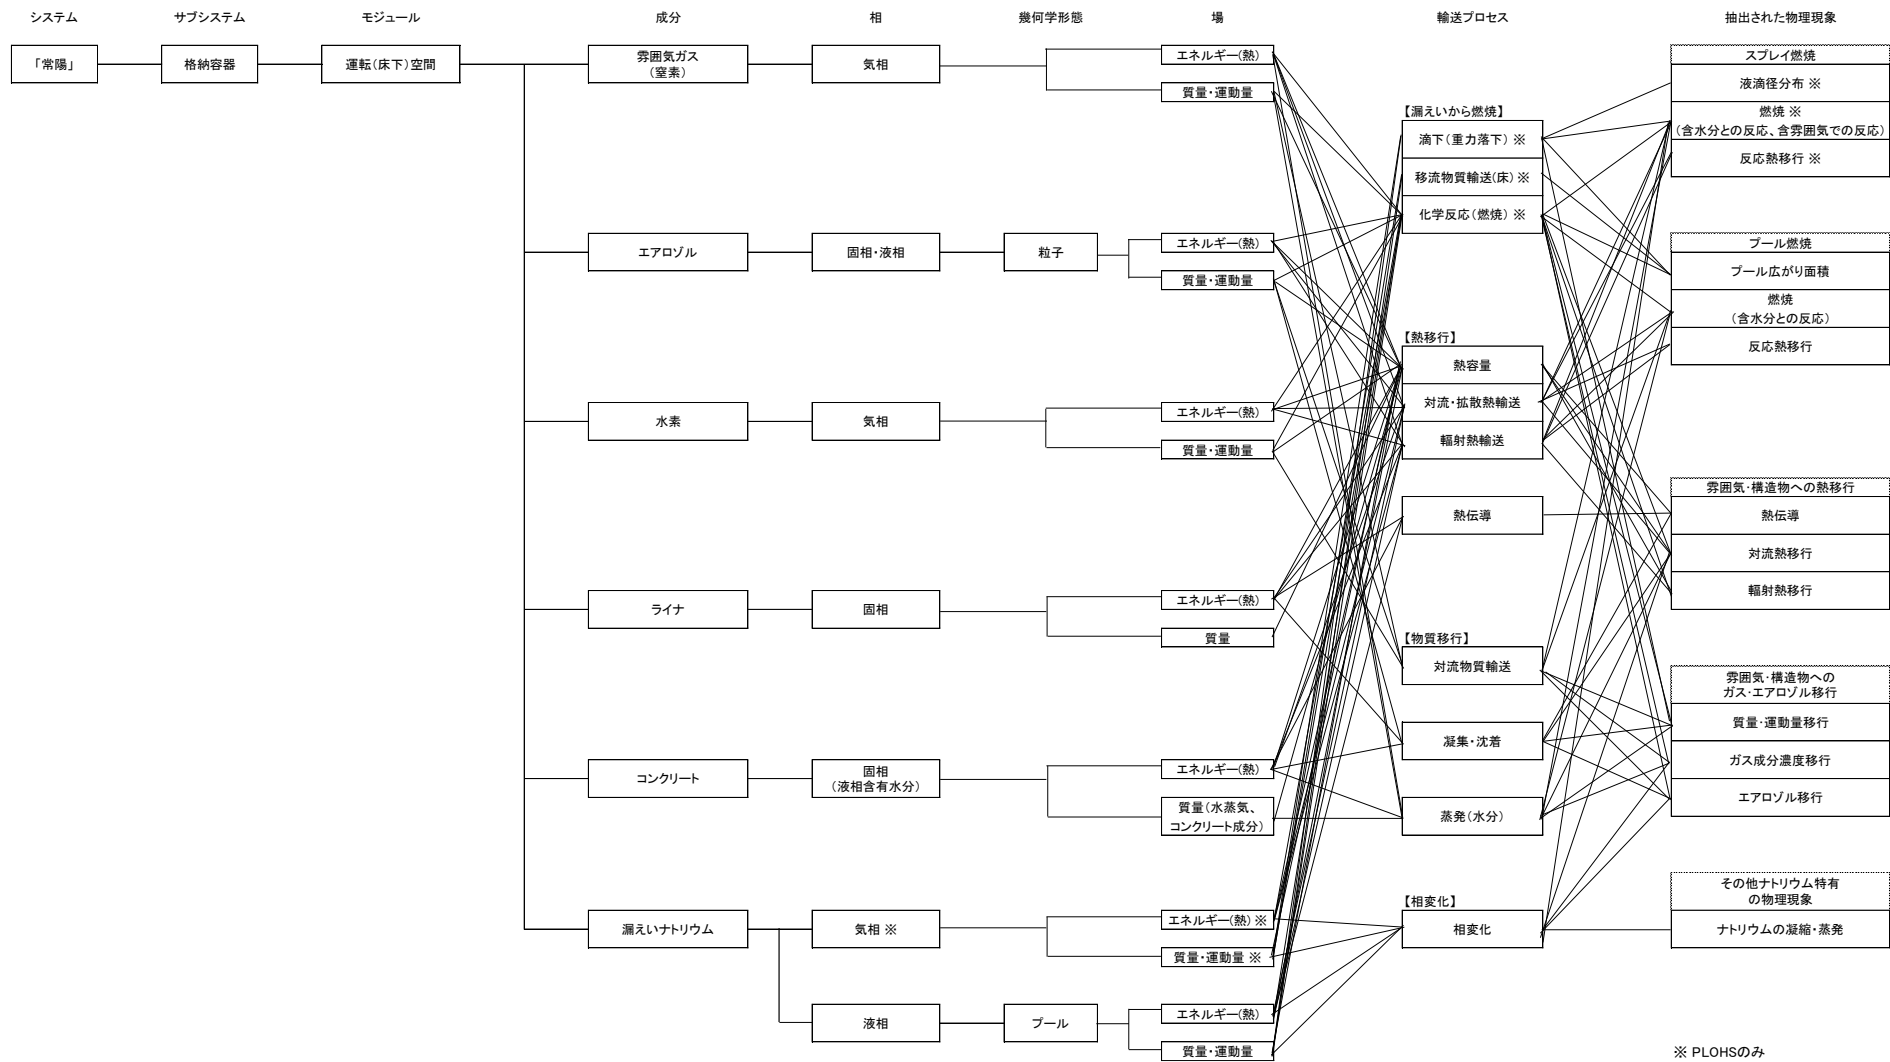 システム
サブシステム
モジュール
成分
相
幾何学形態
場
輸送プロセス
抽出された物理現象
「常陽」
格納容器
運転(床下)空間
雰囲気ガス
(窒素)
気相
エネルギー(熱)
質量・運動量
エアロゾル
固相・液相
粒子
エネルギー(熱)
質量・運動量
水素
気相
エネルギー(熱)
質量・運動量
ライナ
固相
エネルギー(熱)
質量
コンクリート
固相
(液相含有水分)
エネルギー(熱)
質量(水蒸気、
コンクリート成分)
漏えいナトリウム
気相 ※
エネルギー(熱) ※
質量・運動量 ※
液相
プール
エネルギー(熱)
質量・運動量
【漏えいから燃焼】
滴下(重力落下) ※
移流物質輸送(床) ※
化学反応(燃焼) ※
【熱移行】
熱容量
対流・拡散熱輸送
輻射熱輸送
熱伝導
【物質移行】
対流物質輸送
凝集・沈着
蒸発(水分)
【相変化】
相変化
スプレイ燃焼
液滴径分布 ※
燃焼 ※
(含水分との反応、含雰囲気での反応)
反応熱移行 ※
プール燃焼
プール広がり面積
燃焼
(含水分との反応)
反応熱移行
雰囲気・構造物への熱移行
熱伝導
対流熱移行
輻射熱移行
雰囲気・構造物への
ガス・エアロゾル移行
質量・運動量移行
ガス成分濃度移行
エアロゾル移行
その他ナトリウム特有
の物理現象
ナトリウムの凝縮・蒸発
※ PLOHSのみ